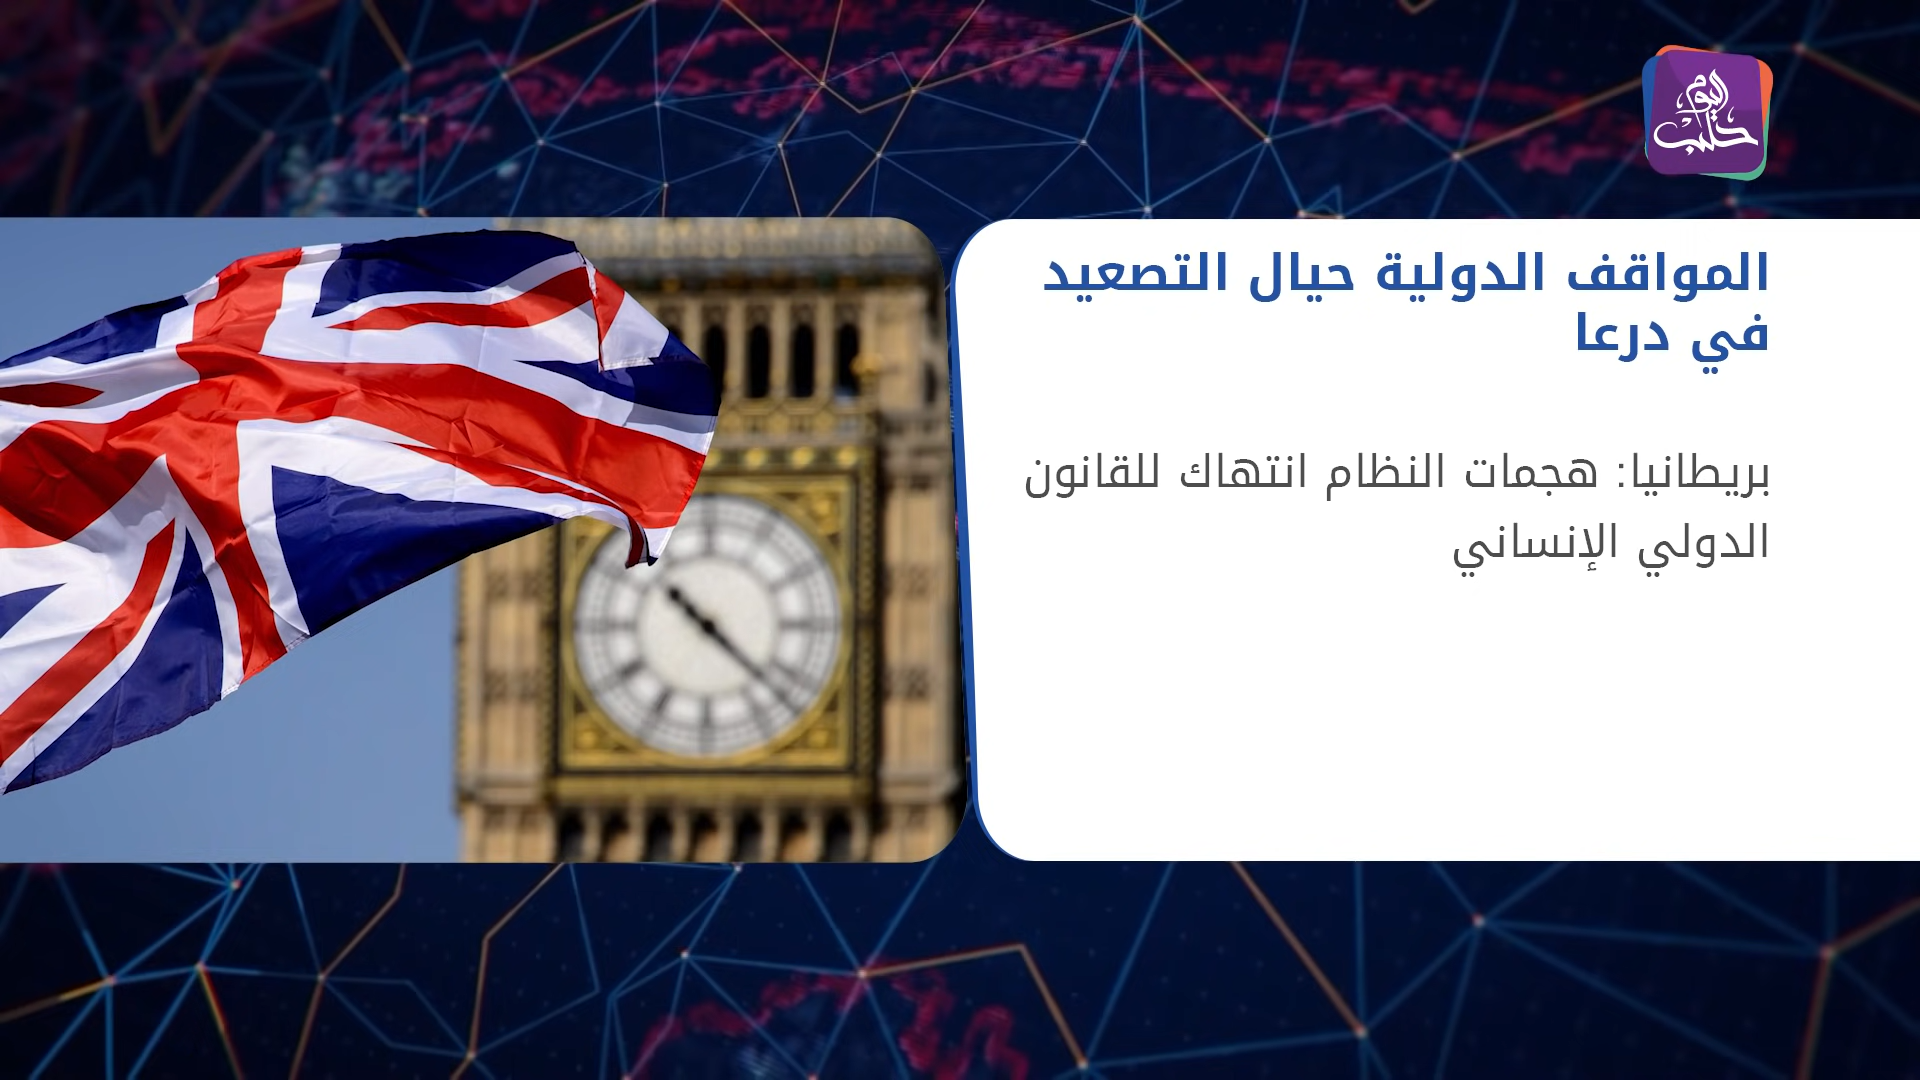 حلب اليوم
المواقف الدولية حيال التصعيد
في درعا
بريطانيا: هجمات النظام انتهاك للقانون
الدولي الإنساني